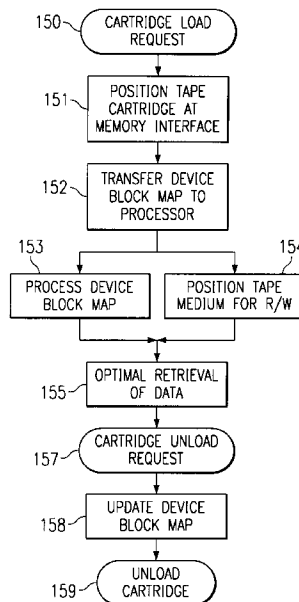 150
CARTRIDGE LOAD
REQUEST
151
POSITION TAPE
CARTRIDGE AT
MEMORY INTERFACE
152
TRANSFER DEVICE
BLOCK MAP TO
PROCESSOR
153
PROCESS DEVICE
BLOCK MAP
154
POSITION TAPE
MEDIUM FOR R/W
155
OPTIMAL RETRIEVAL
OF DATA
157
CARTRIDGE UNLOAD
REQUEST
158
UPDATE DEVICE
BLOCK MAP
159
UNLOAD
CARTRIDGE